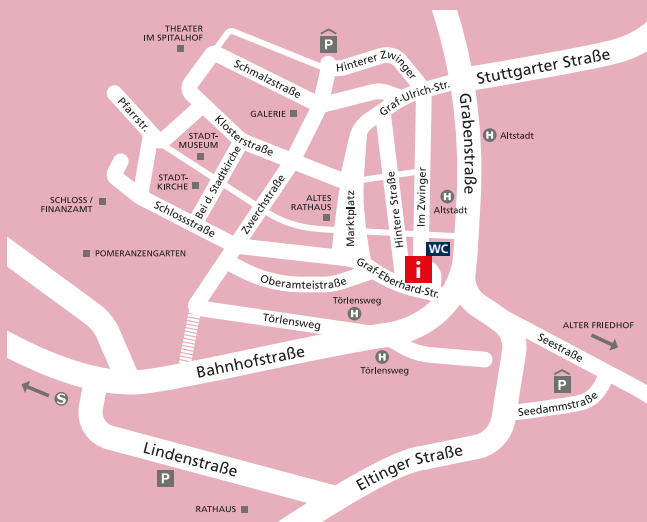 THEATER
IM SPITALHOF
P
Hinterer Zwinger
Stuttgarter Straße
Schmalzstraße
Graf-Ulrich-Str.
Pfarrstr.
GALERIE
Klosterstraße
Grabenstraße
H Altstadt
STADT-
MUSEUM
STADT-
KIRCHE
Bei d. Stadtkirche
Zwerchstraße
ALTES
RATHAUS
Marktplatz
Hintere Straße
Im Zwinger
H
Altstadt
SCHLOSS /
FINANZAMT
Schlossstraße
POMERANZENGARTEN
WC
i
Graf-Eberhard-Str.
Oberamteistraße
Törlensweg
H
Törlensweg
H
Törlensweg
Bahnhofstraße
ALTER FRIEDHOF
Seestraße
P
Seedammstraße
S
Lindenstraße
P
Eltinger Straße
RATHAUS